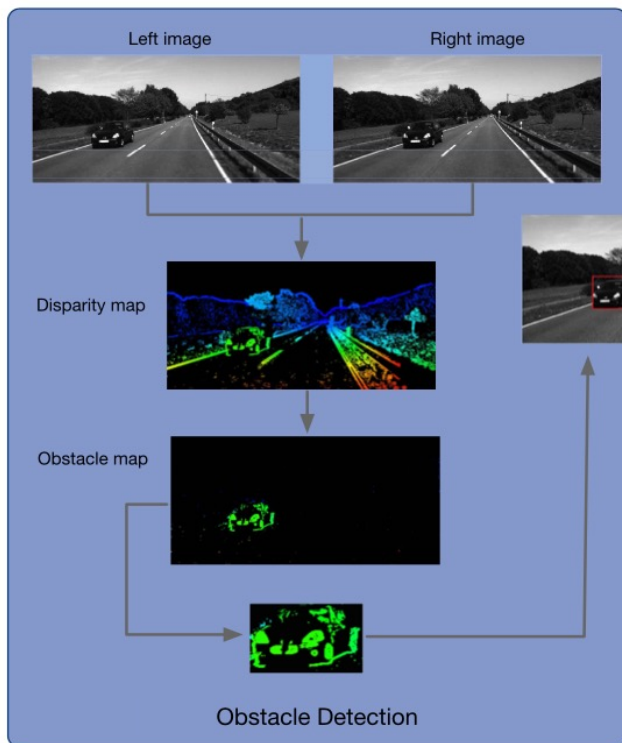 Left image
Right image
Disparity map
Obstacle map
Obstacle Detection